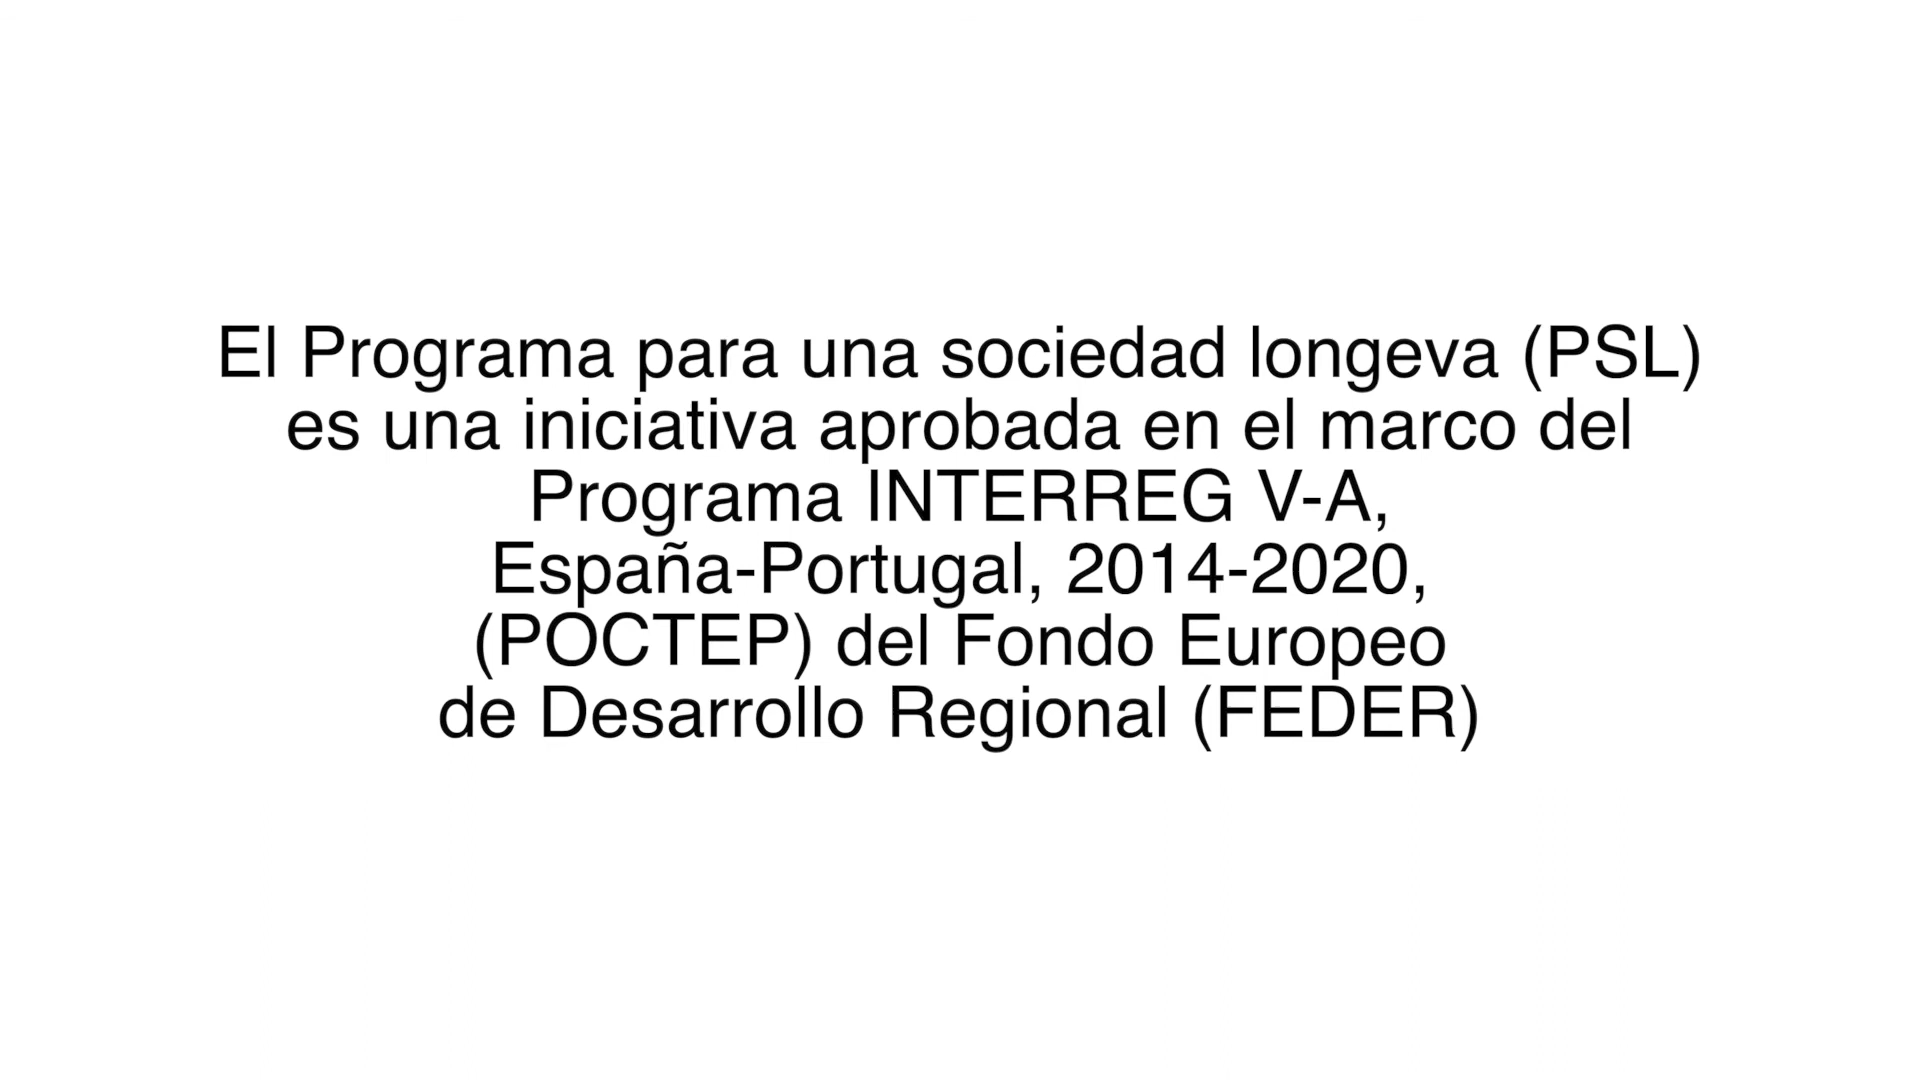 El Programa para una sociedad longeva (PSL)
es una iniciativa aprobada en el marco del
Programa INTERREG V-A,
España-Portugal, 2014-2020,
(POCTEP) del Fondo Europeo
de Desarrollo Regional (FEDER)